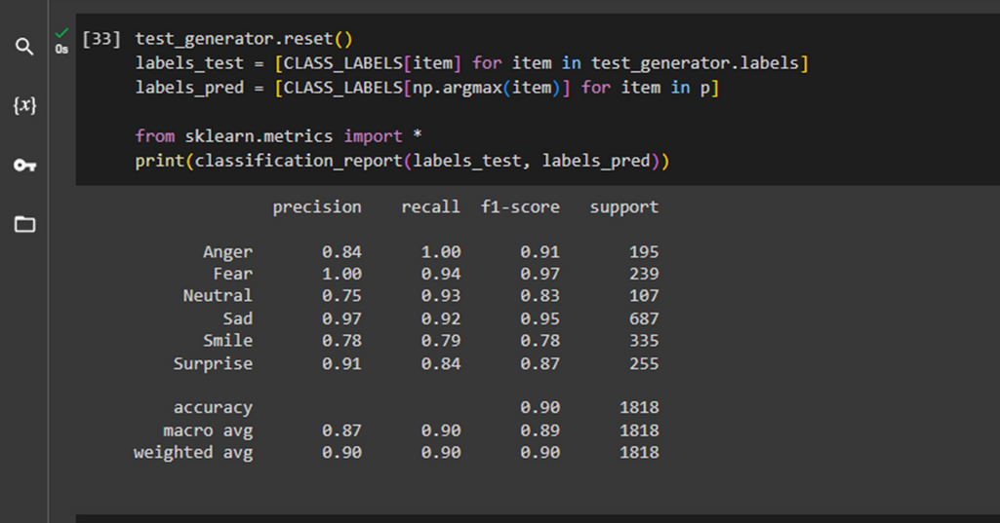 [33] test_generator.reset()
0s
labels_test = [CLASS_LABELS[item] for item in test_generator.labels]
labels_pred = [CLASS_LABELS[np.argmax(item)] for item in p]
{x}
from sklearn.metrics import *
print(classification_report(labels_test, labels_pred))
precision recall f1-score support
Anger 0.84 1.00 0.91 195
Fear 1.00 0.94 0.97 239
Neutral 0.75 0.93 0.83 107
Sad 0.97 0.92 0.95 687
Smile 0.78 0.79 0.78 335
Surprise 0.91 0.84 0.87 255
accuracy 0.90 1818
macro avg 0.87 0.90 0.89 1818
weighted avg 0.90 0.90 0.90 1818